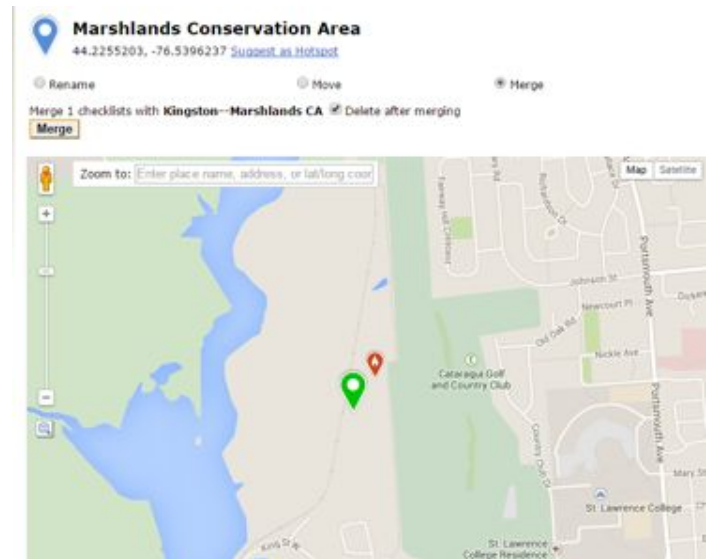 Marshlands Conservation Area
44.2255203, -76.5396237 Suggest as Hotspot
Rename Move Merge
Merge 1 checklists with Kingston--Marshlands CA Delete after merging
Merge
Zoom to: Enter place name, address, or lat/long coor
Map Satellite
Portsmouth Ave
Johnson St
Newcourt Pl
Old Oak Rd
Nickle Ave
Cataraqui Golf
and Country Club
Portsmouth Ave
Country Club Dr
Mary St
St. Lawrence College
King St W
St. Lawrence
College Residence